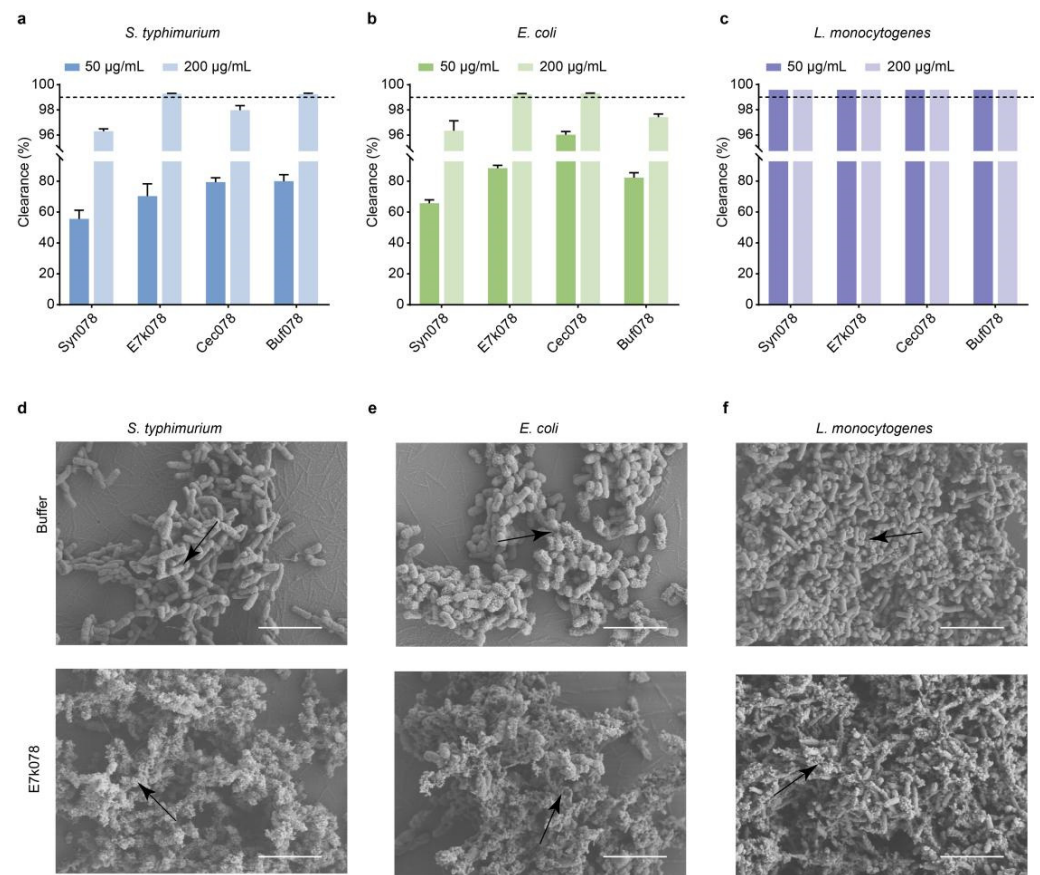 a
S. typhimurium
50 µg/mL 200 µg/mL
Clearance (%)
100
98
96
80
60
40
20
0
Syn078 E7k078 Cec078 Buf078
b
E. coli
50 µg/mL 200 µg/mL
Clearance (%)
100
98
96
80
60
40
20
0
Syn078 E7k078 Cec078 Buf078
c
L. monocytogenes
50 µg/mL 200 µg/mL
Clearance (%)
100
98
96
80
60
40
20
0
Syn078 E7k078 Cec078 Buf078
d
S. typhimurium
e
E. coli
f
L. monocytogenes
Buffer
E7k078